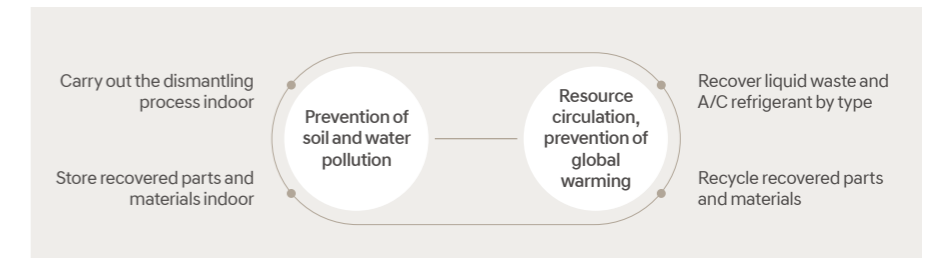 Carry out the dismantling
process indoor
Store recovered parts and
materials indoor
Prevention of
soil and water
pollution
Resource
circulation,
prevention of
global
warming
Recover liquid waste and
A/C refrigerant by type
Recycle recovered parts
and materials